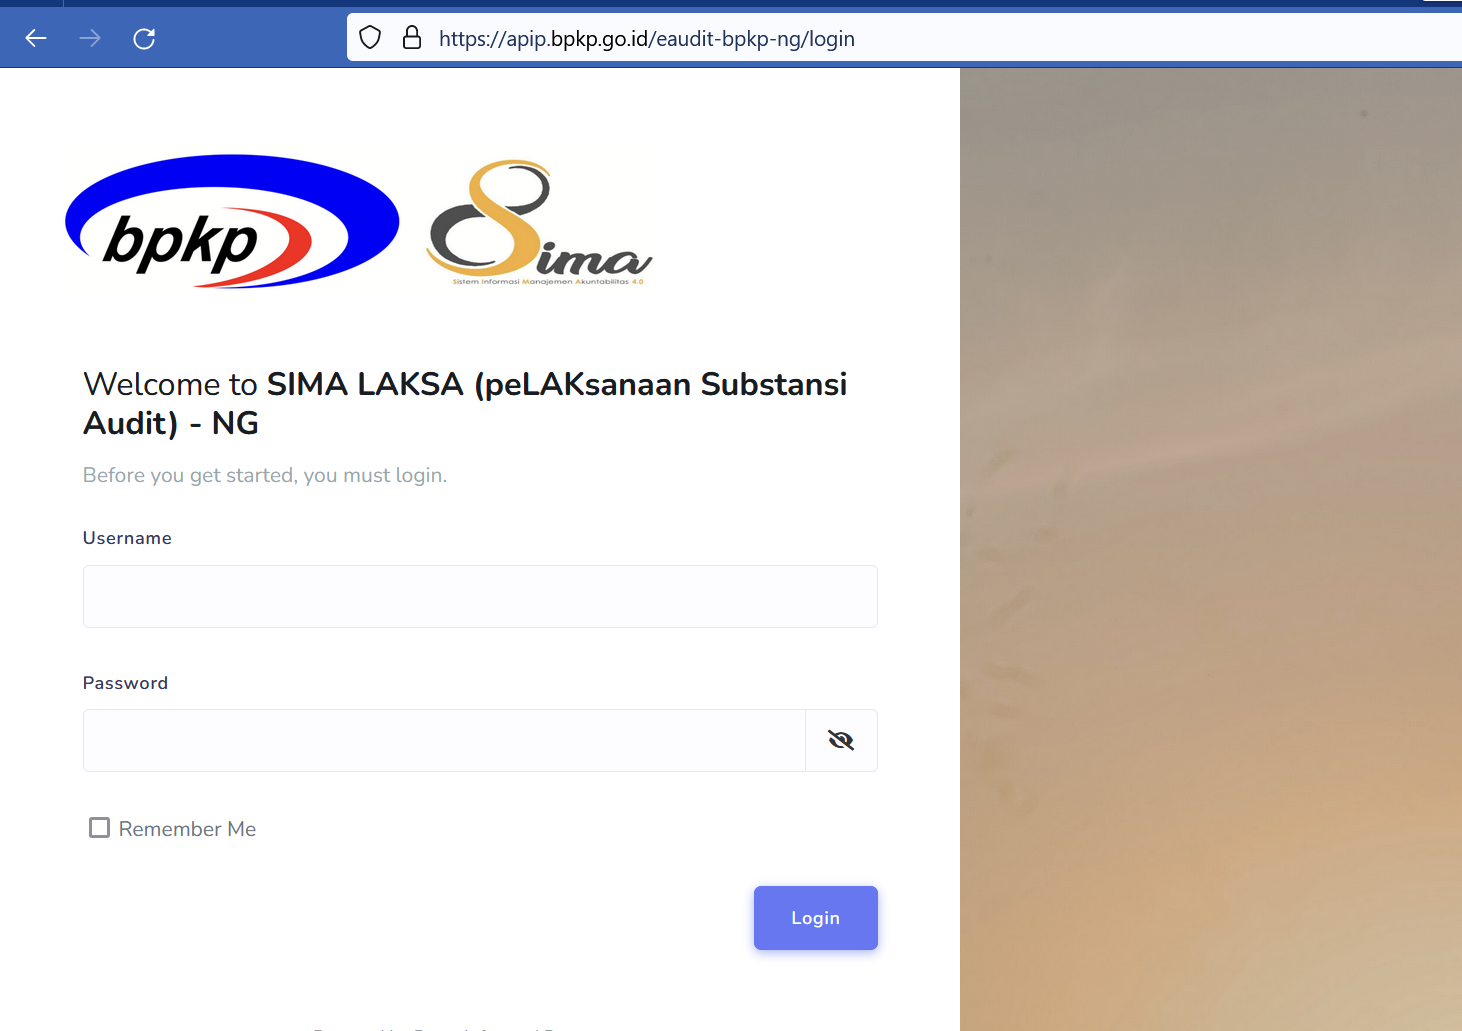 https://apip.bpkp.go.id/eaudit-bpkp-ng/login
bpkp
Sima
Sistem Informasi Manajemen Akuntabilitas 4.0
Welcome to SIMA LAKSA (peLAKsanaan Substansi
Audit) - NG
Before you get started, you must login.
Username
Password
Remember Me
Login